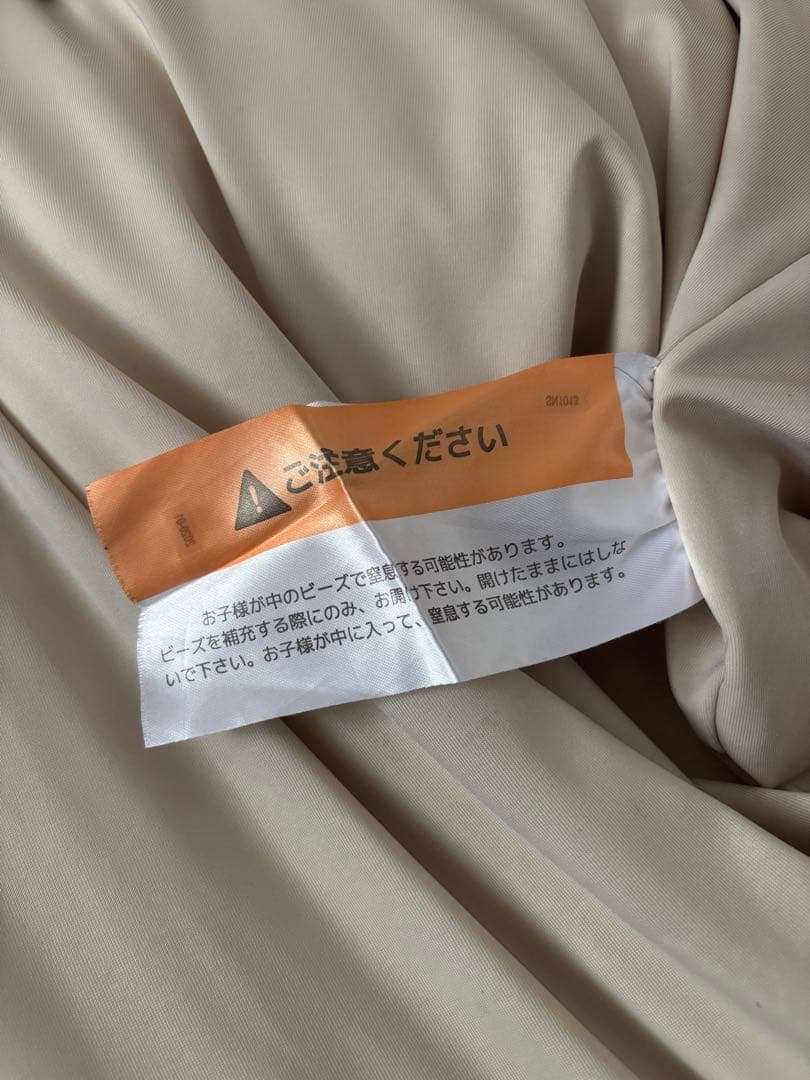 ご注意ください
お子様が中のビーズで窒息する可能性があります。
ビーズを補充する際にのみ、お開け下さい。開けたままにはしな
いで下さい。お子様が中に入って、窒息する可能性があります。